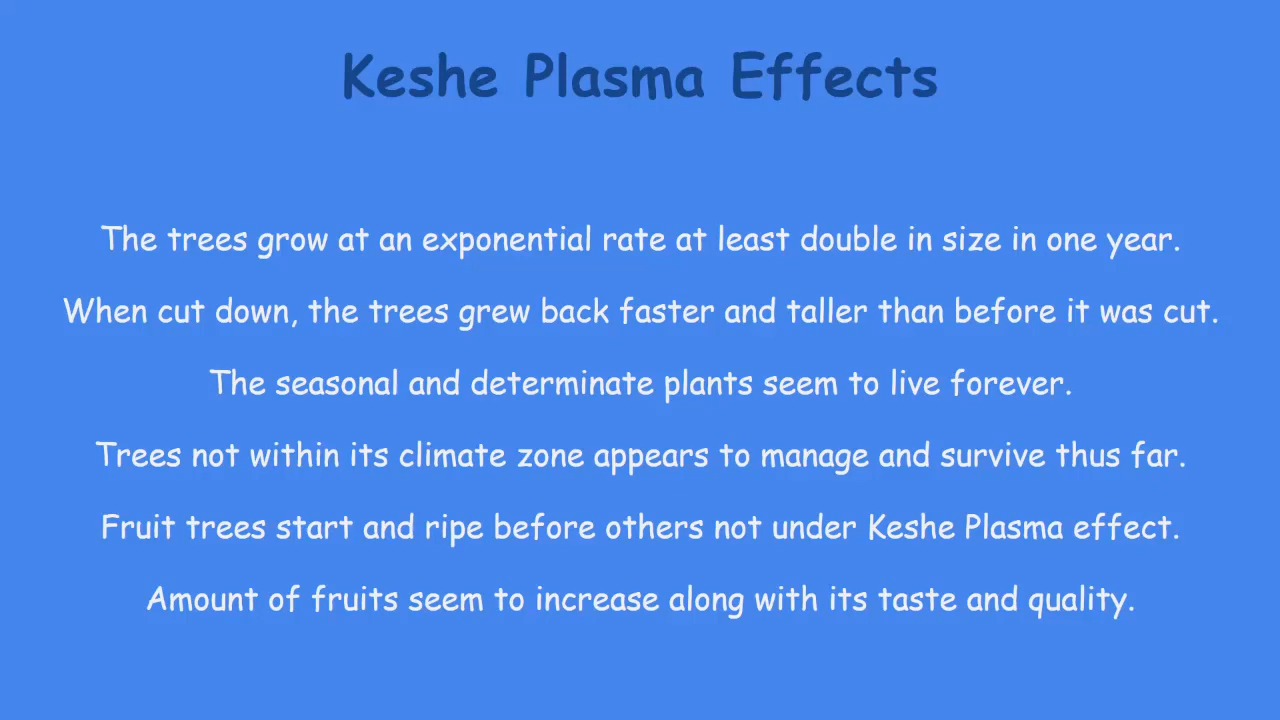 Keshe Plasma Effects
The trees grow at an exponential rate at least double in size in one year.
When cut down, the trees grew back faster and taller than before it was cut.
The seasonal and determinate plants seem to live forever.
Trees not within its climate zone appears to manage and survive thus far.
Fruit trees start and ripe before others not under Keshe Plasma effect.
Amount of fruits seem to increase along with its taste and quality.